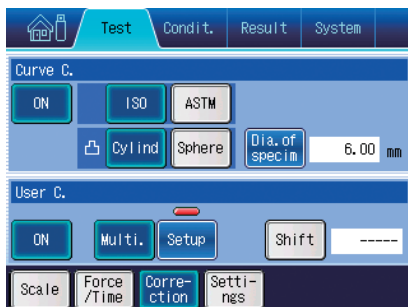 Test Condit. Result System
Curve C.
ON ISO ASTM
Cylind Sphere Dia.of specim 6.00 mm
User C.
ON Multi. Setup Shift -----
Scale Force /Time Corre- ction Setti- ngs